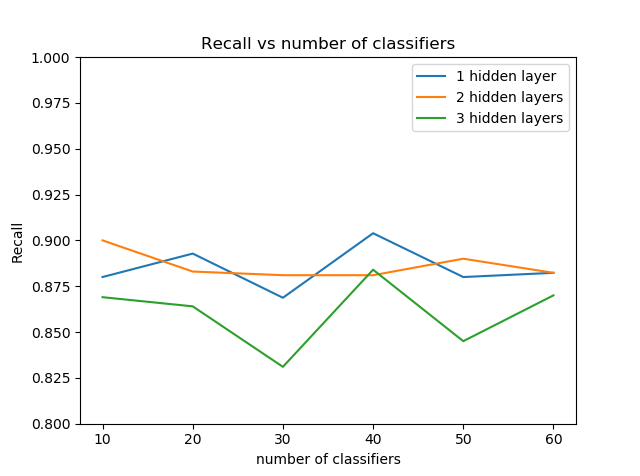 Recall vs number of classifiers
1 hidden layer
2 hidden layers
3 hidden layers
Recall
1.000
0.975
0.950
0.925
0.900
0.875
0.850
0.825
0.800
10 20 30 40 50 60
number of classifiers